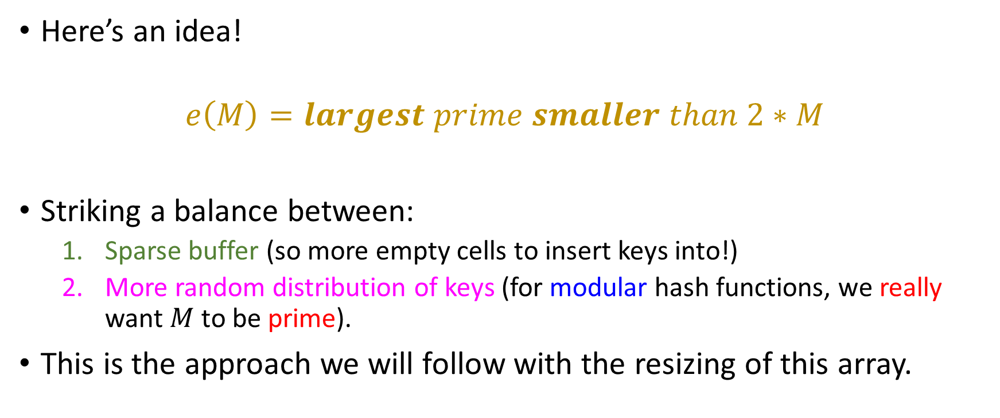 • Here’s an idea!
e(M) = largest prime smaller than 2 ∗ M
• Striking a balance between:
1. Sparse buffer (so more empty cells to insert keys into!)
2. More random distribution of keys (for modular hash functions, we really
want M to be prime).
• This is the approach we will follow with the resizing of this array.